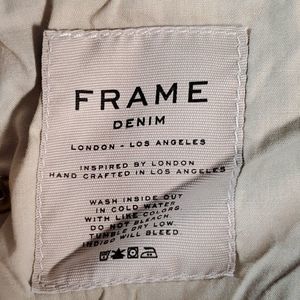 FRAME
DENIM
LONDON - LOS ANGELES
INSPIRED BY LONDON
HAND CRAFTED IN LOS ANGELES
WASH INSIDE OUT
IN COLD WATER
WITH LIKE COLORS
DO NOT BLEACH
TUMBLE DRY LOW
INDIGO WILL BLEED